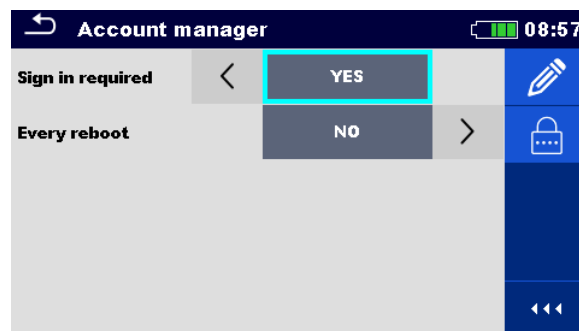 Account manager 08:57
Sign in required YES
Every reboot NO